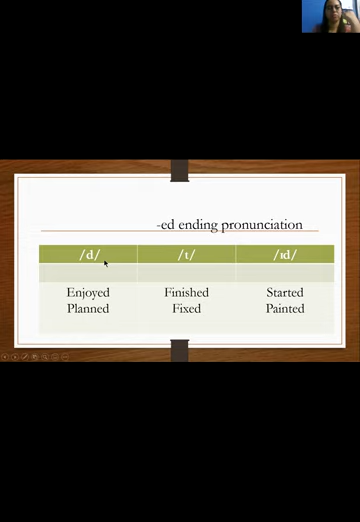 -ed ending pronunciation
/d/ /t/ /ɪd/
Enjoyed Finished Started
Planned Fixed Painted